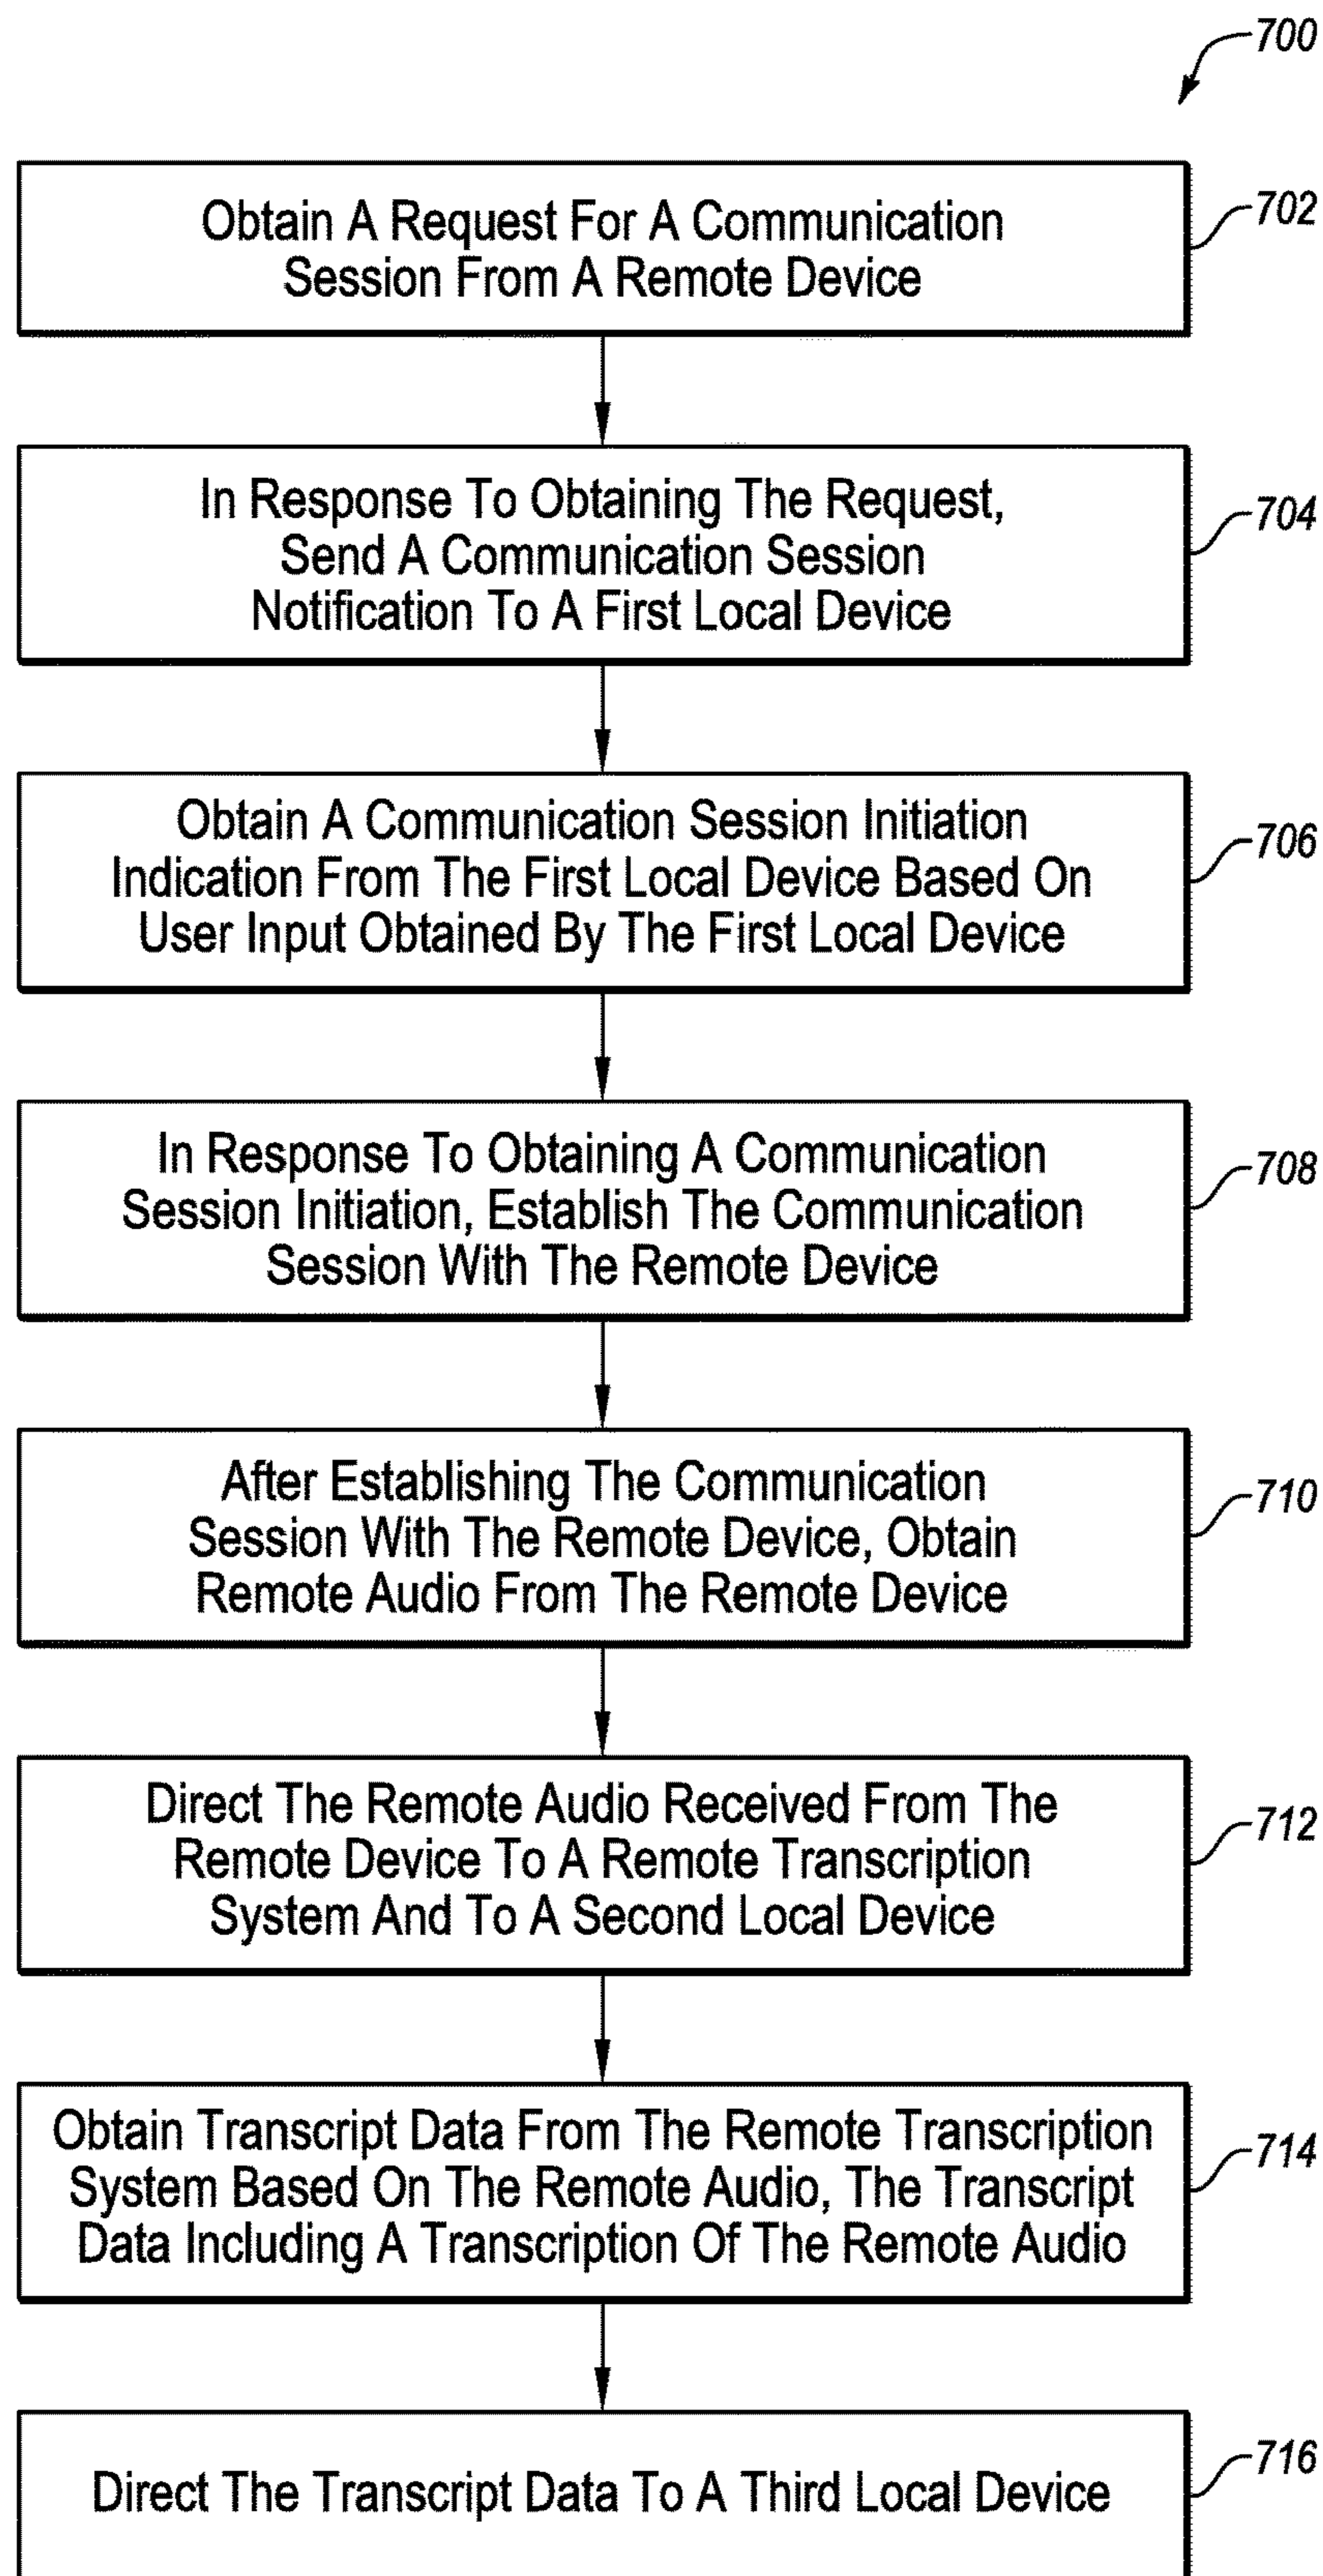 700
Obtain A Request For A Communication
Session From A Remote Device
702
In Response To Obtaining The Request,
Send A Communication Session
Notification To A First Local Device
704
Obtain A Communication Session Initiation
Indication From The First Local Device Based On
User Input Obtained By The First Local Device
706
In Response To Obtaining A Communication
Session Initiation, Establish The Communication
Session With The Remote Device
708
After Establishing The Communication
Session With The Remote Device, Obtain
Remote Audio From The Remote Device
710
Direct The Remote Audio Received From The
Remote Device To A Remote Transcription
System And To A Second Local Device
712
Obtain Transcript Data From The Remote Transcription
System Based On The Remote Audio, The Transcript
Data Including A Transcription Of The Remote Audio
714
Direct The Transcript Data To A Third Local Device
716